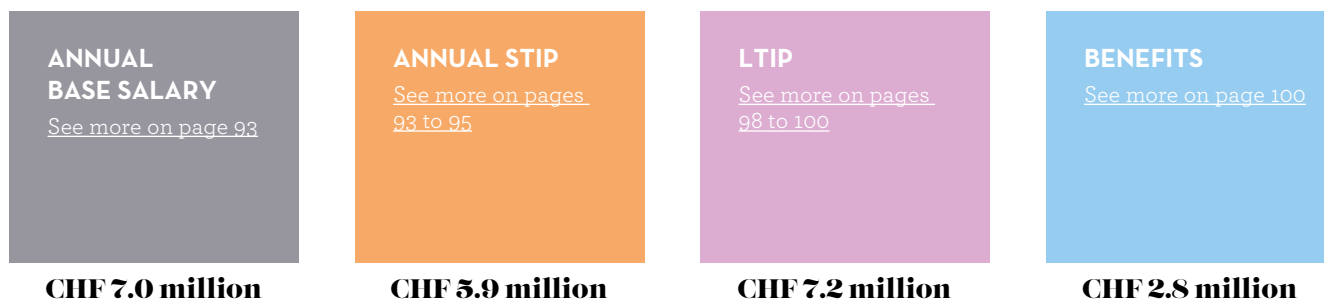 ANNUAL
BASE SALARY
See more on page 93
CHF 7.0 million
ANNUAL STIP
See more on pages
93 to 95
CHF 5.9 million
LTIP
See more on pages
98 to 100
CHF 7.2 million
BENEFITS
See more on page 100
CHF 2.8 million